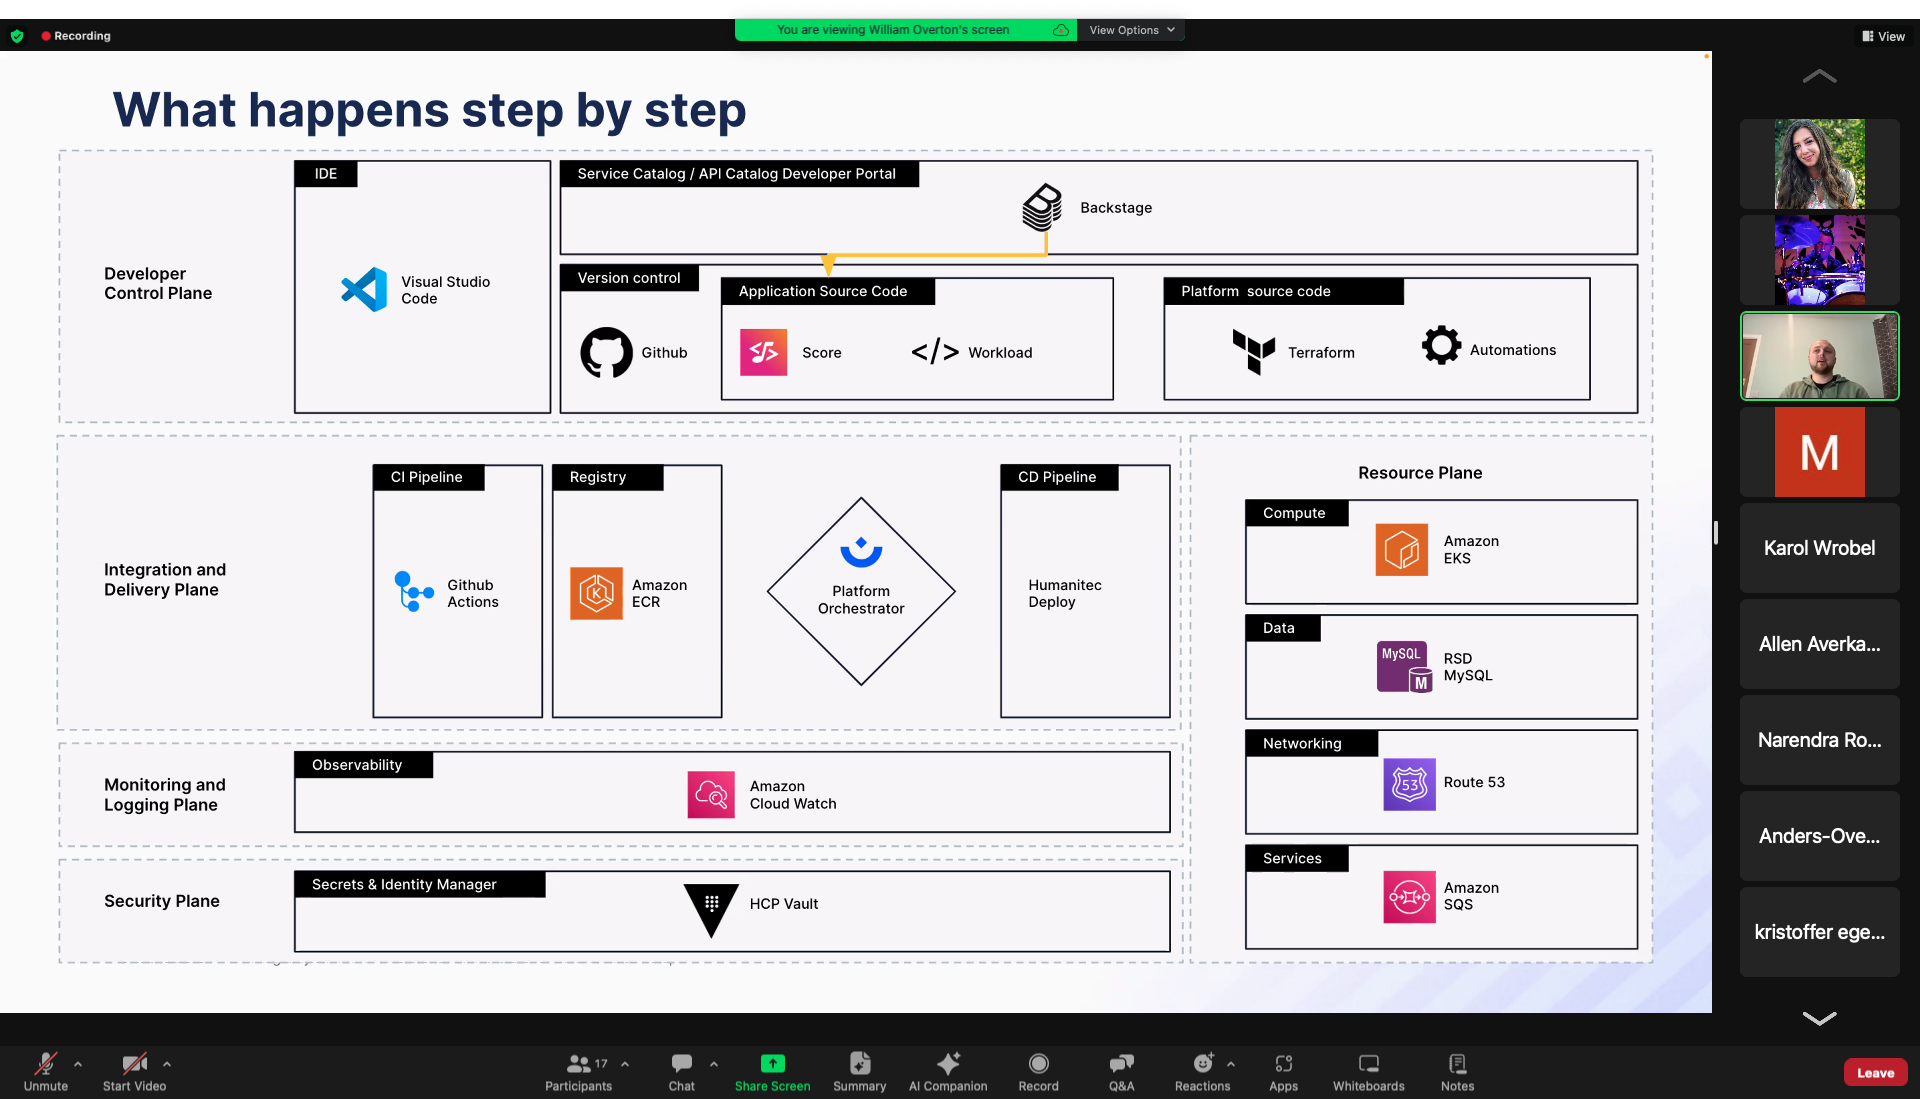 Recording
You are viewing William Overton's screen
View Options
View
What happens step by step
Developer
Control Plane
IDE
Visual Studio
Code
Service Catalog / API Catalog Developer Portal
Backstage
Version control
Github
Application Source Code
Score
</> Workload
Platform source code
Terraform
Automations
Integration and
Delivery Plane
CI Pipeline
Github
Actions
Registry
K
Amazon
ECR
Platform
Orchestrator
CD Pipeline
Humanitec
Deploy
Resource Plane
Compute
Amazon
EKS
Data
MySQL
M
RSD
MySQL
Networking
53
Route 53
Services
Amazon
SQS
Monitoring and
Logging Plane
Observability
Amazon
Cloud Watch
Security Plane
Secrets & Identity Manager
HCP Vault
M
Karol Wrobel
Allen Averka...
Narendra Ro...
Anders-Ove...
kristoffer ege...
Unmute
Start Video
17
Participants
Chat
Share Screen
Summary
AI Companion
Record
Q&A
Reactions
Apps
Whiteboards
Notes
Leave